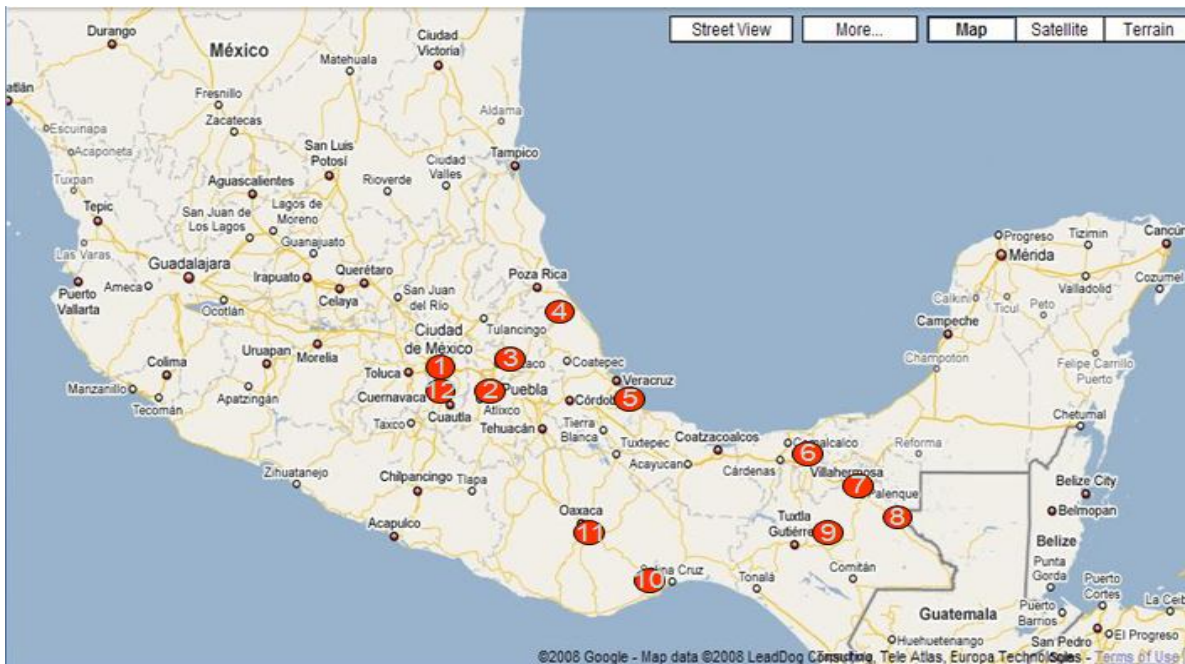 Street View
More...
Map
Satellite
Terrain
Durango
México
Ciudad
Victoria
Matehuala
Fresnillo
Zacatecas
Aldama
Escuinapa
Acaponeta
San Luis
Potosí
Tampico
Tuxpan
Aguascalientes
Rioverde
Ciudad
Valles
Tepic
San Juan de
Los Lagos
Lagos de
Moreno
Las Varas
Guanajuato
Guadalajara
Irapuato
Querétaro
Poza Rica
Puerto
Vallarta
Ameca
Celaya
San Juan
del Río
Ocotlán
4
Tulancingo
Ciudad
de México
Progreso
Tizimin
Cancún
Mérida
Valladolid
Cozumel
Calkiní
Ticul
Peto
Campeche
Felipe Carrillo
Puerto
Champoton
Chetumal
Colima
Uruapan
Morelia
Toluca
1
3
Coatepec
Manzanillo
Tecomán
Apatzingán
Cuernavaca
12
2
Puebla
Veracruz
5
Cuautla
Atlixco
Taxco
Tehuacán
Tierra
Blanca
Tuxtepec
Coatzacoalcos
Acayucan
Cárdenas
6
Reforma
Villahermosa
7
Palenque
8
Zihuatanejo
Chilpancingo
Tlapa
Acapulco
Oaxaca
11
Tuxtla
9
10
Tonalá
Comitán
Belize City
Belmopan
Belize
Punta
Gorda
Puerto
Cortes
La Ceib
Guatemala
Puerto
Barrios
Huehuetenango
San Pedro
El Progreso
©2008 Google - Map data ©2008 LeadDog Consulting, Tele Atlas, Europa Technologies - Terms of Use